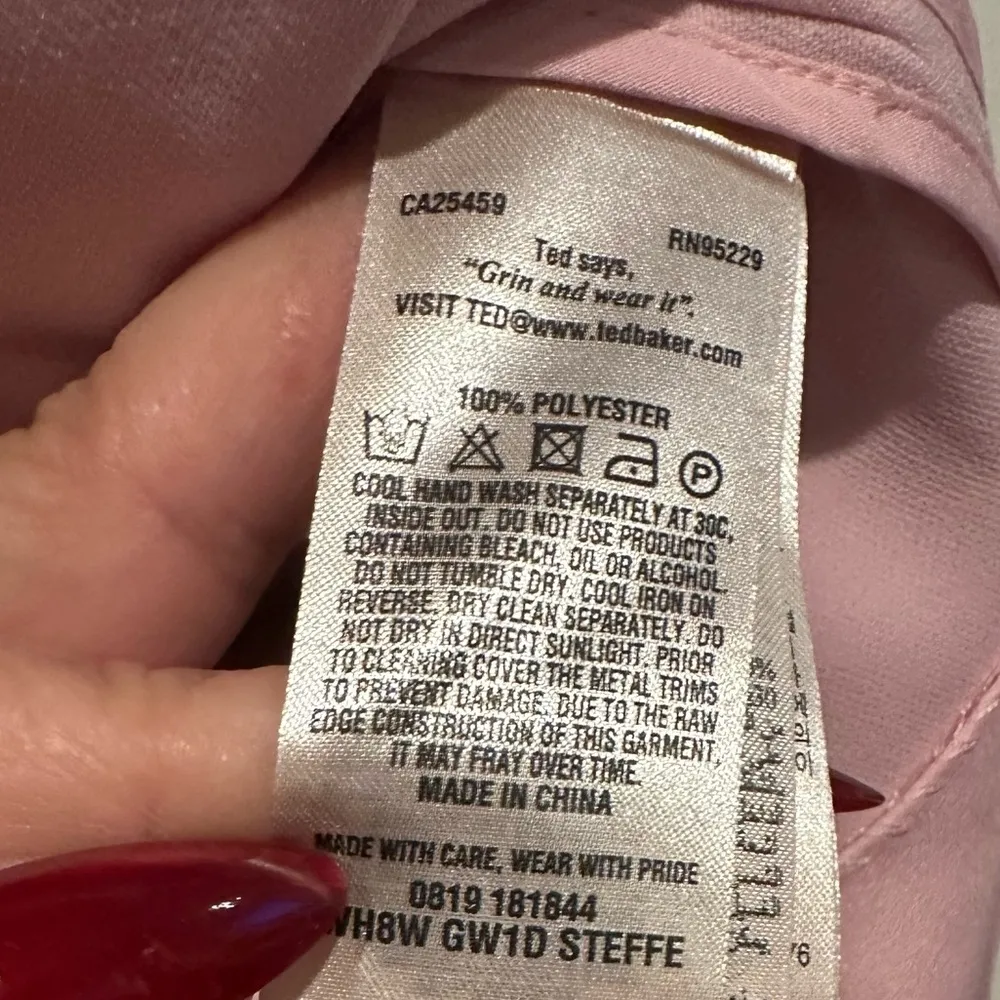 CA25459
RN95229
Ted says,
"Grin and wear it".
VISIT TED@www.tedbaker.com
100% POLYESTER
P
COOL HAND WASH SEPARATELY AT 30C,
INSIDE OUT. DO NOT USE PRODUCTS
CONTAINING BLEACH, OIL OR ALCOHOL.
DO NOT TUMBLE DRY. COOL IRON ON
REVERSE. DRY CLEAN SEPARATELY. DO
NOT DRY IN DIRECT SUNLIGHT. PRIOR
TO CLEANING COVER THE METAL TRIMS
TO PREVENT DAMAGE. DUE TO THE RAW
EDGE CONSTRUCTION OF THIS GARMENT,
IT MAY FRAY OVER TIME.
MADE IN CHINA
MADE WITH CARE, WEAR WITH PRIDE
0819 181844
WH8W GW1D STEFFE